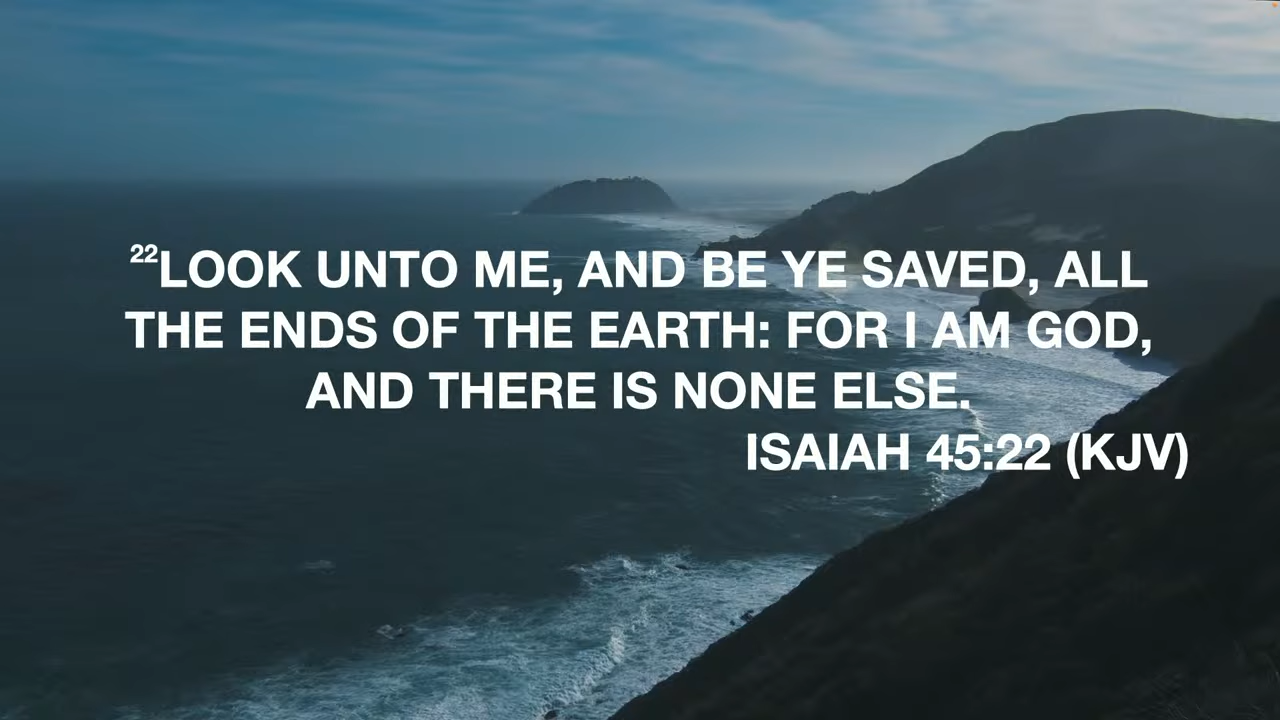 ²²LOOK UNTO ME, AND BE YE SAVED, ALL
THE ENDS OF THE EARTH: FOR I AM GOD,
AND THERE IS NONE ELSE.
ISAIAH 45:22 (KJV)